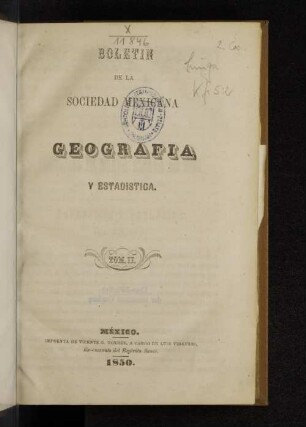 X
11846
BOLETIN
DE LA
SOCIEDAD MEXICANA
DE
GEOGRAFIA
Y ESTADISTICA.
TOM. II.
MÉXICO.
IMPRENTA DE VICENTE G. TORRES, A CARGO DE LUIS VIDAURRI,
Ex-convento del Espíritu Santo.
1850.